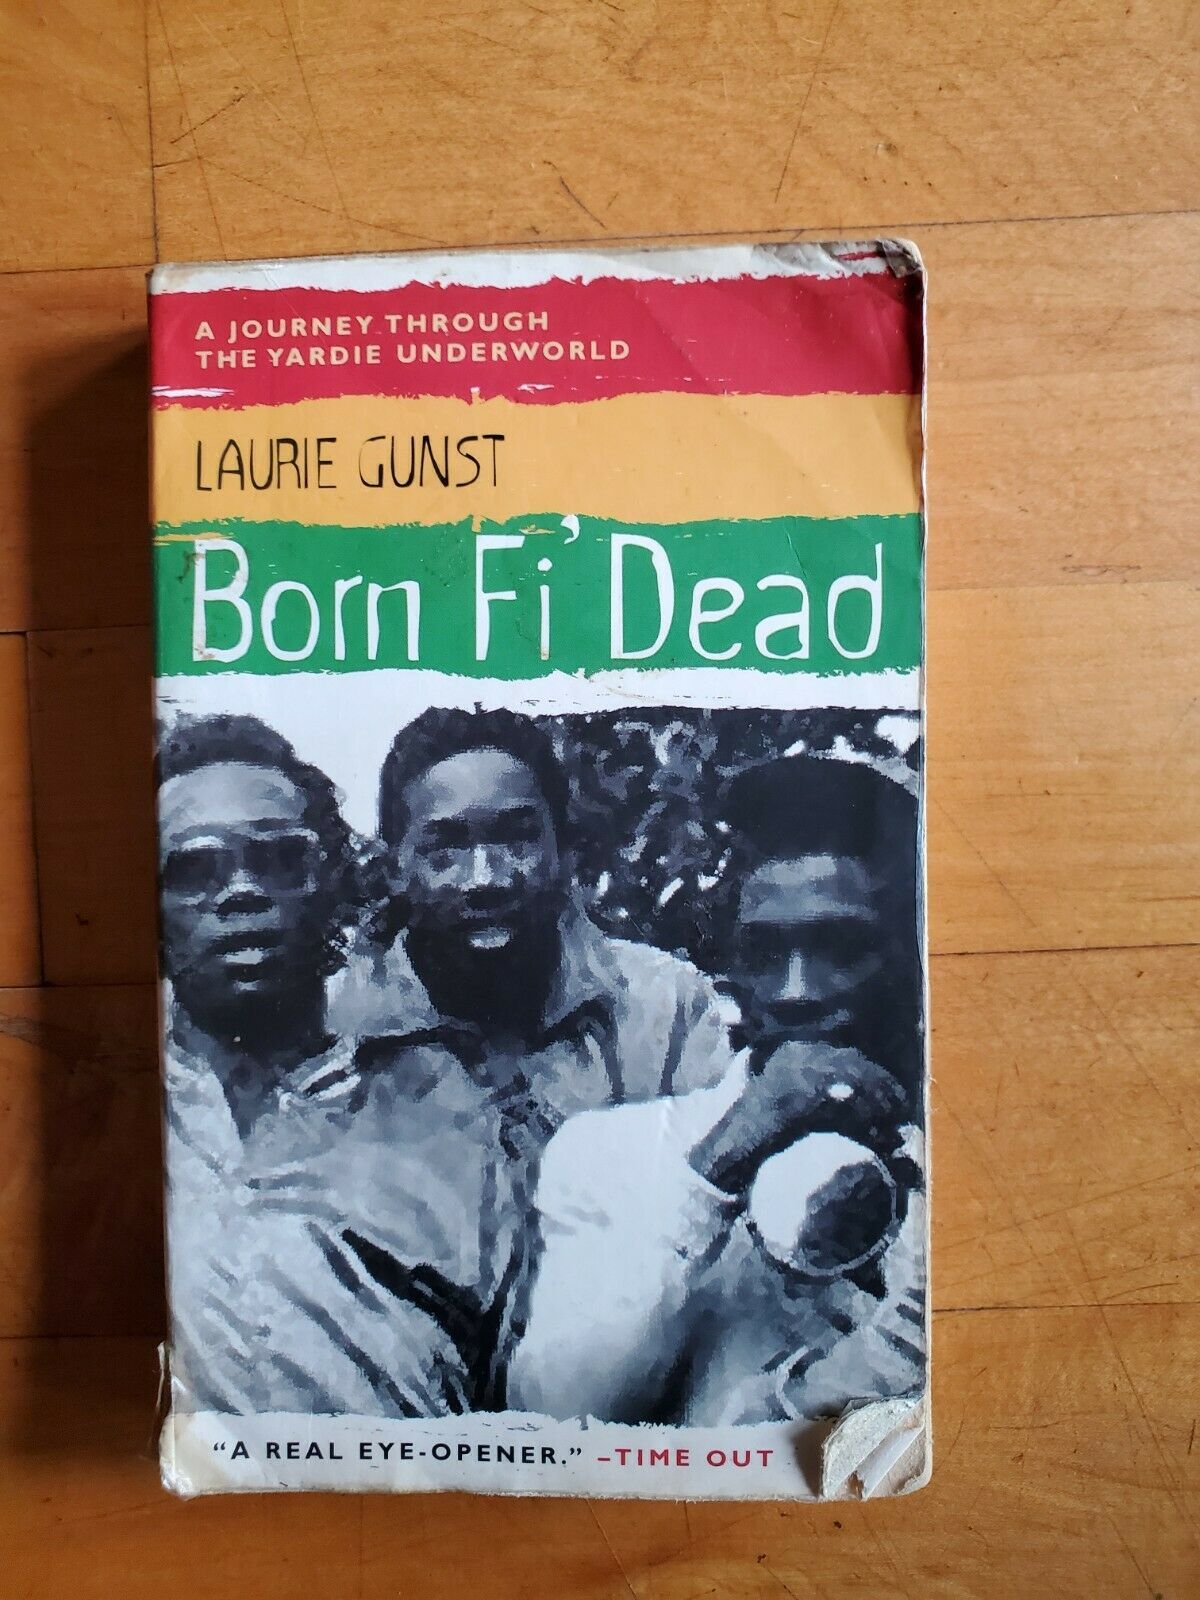 A JOURNEY THROUGH
THE YARDIE UNDERWORLD
LAURIE GUNST
Born Fi' Dead
“A REAL EYE-OPENER.” –TIME OUT